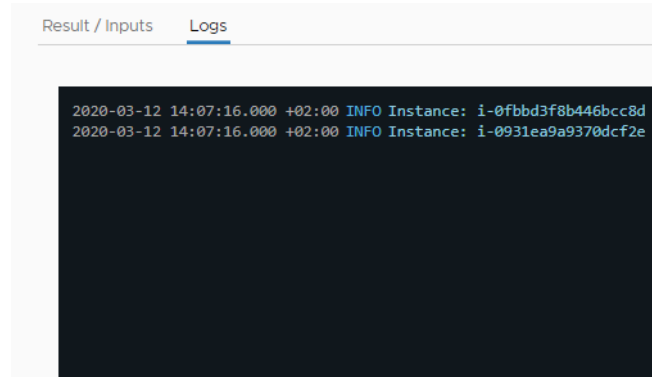 Result / Inputs Logs
2020-03-12 14:07:16.000 +02:00 INFO Instance: i-0fbbd3f8b446bcc8d
2020-03-12 14:07:16.000 +02:00 INFO Instance: i-0931ea9a9370dcf2e